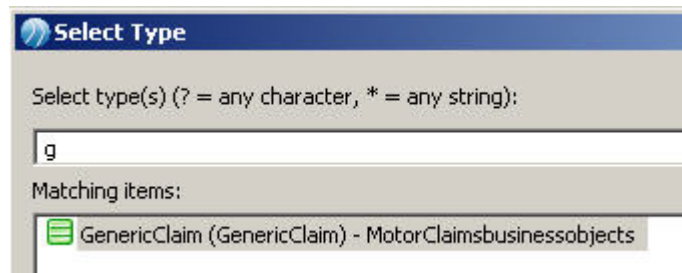 Select Type
Select type(s) (? = any character, * = any string):
g
Matching items:
GenericClaim (GenericClaim) - MotorClaimsbusinessobjects